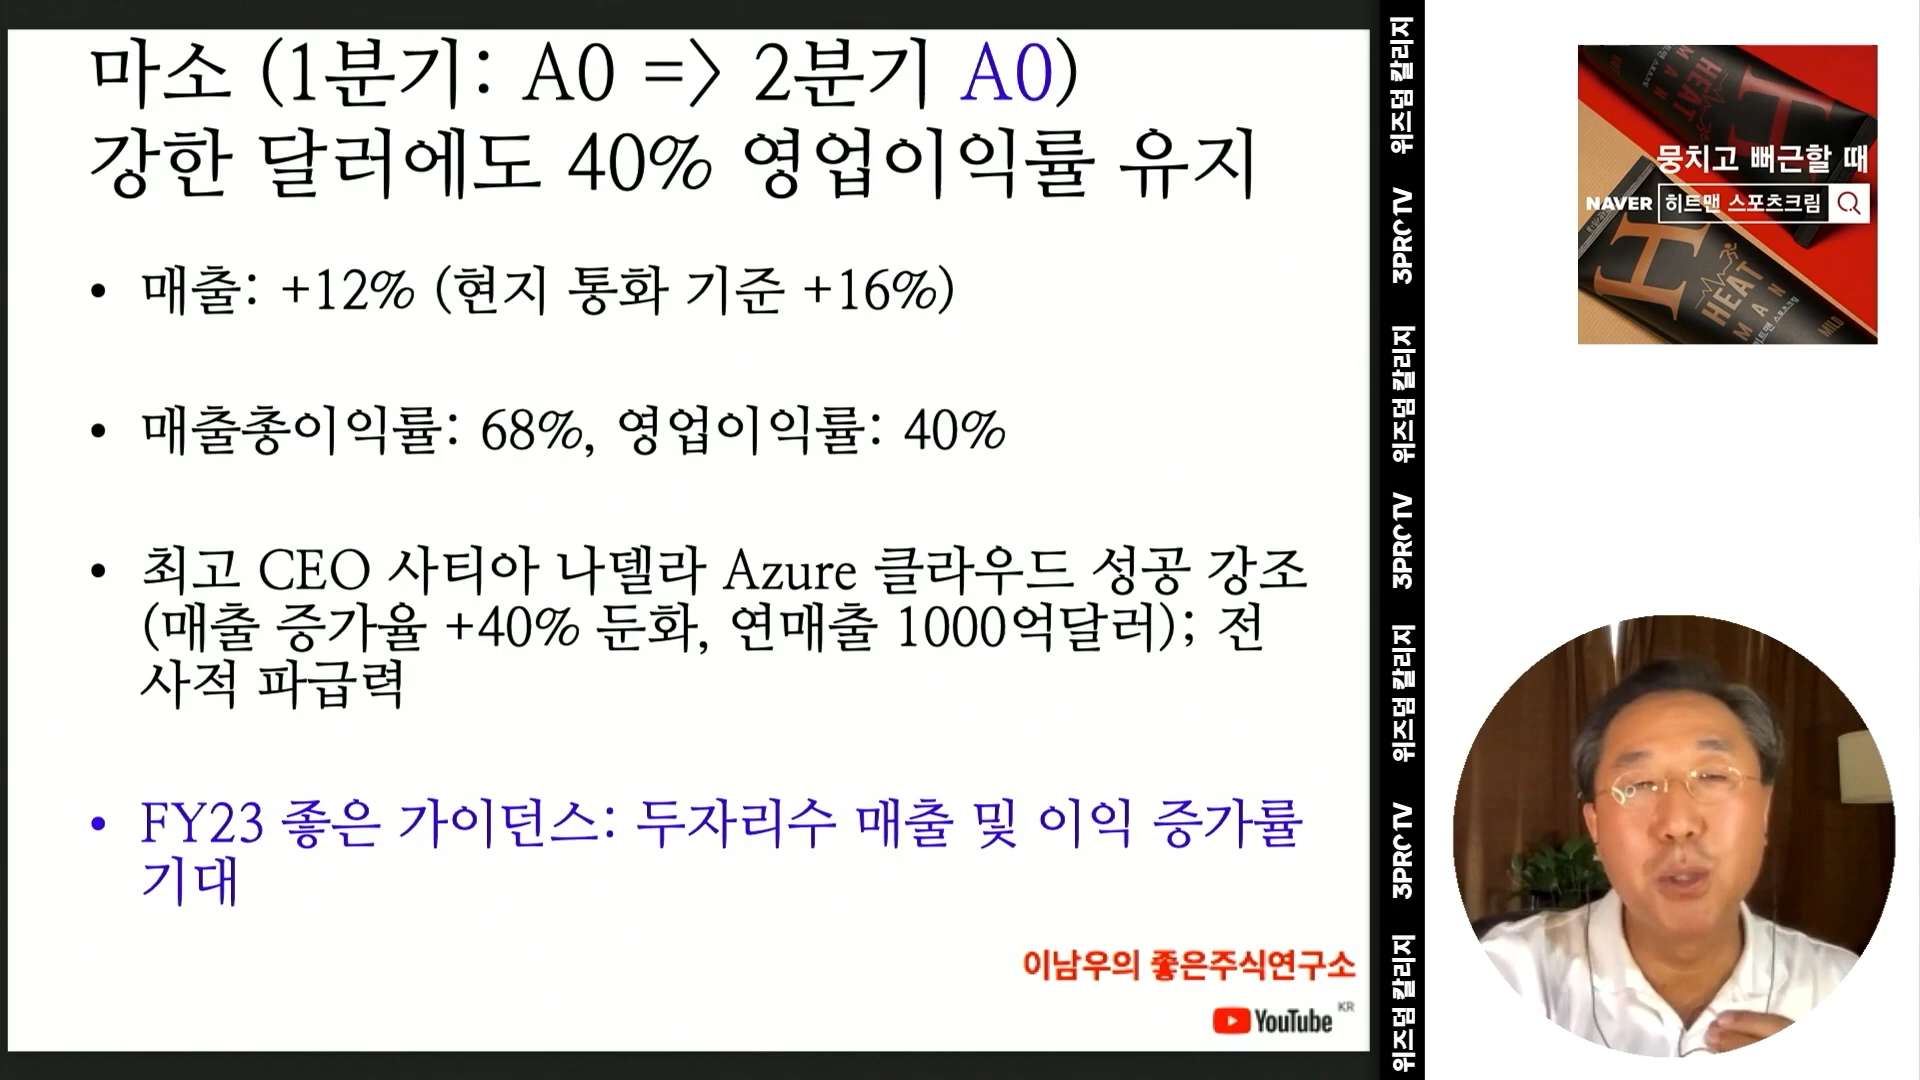 마소 (1분기: A0 => 2분기 A0)
강한 달러에도 40% 영업이익률 유지
• 매출: +12% (현지 통화 기준 +16%)
• 매출총이익률: 68%, 영업이익률: 40%
• 최고 CEO 사티아 나델라 Azure 클라우드 성공 강조
(매출 증가율 +40% 둔화, 연매출 1000억달러); 전
사적 파급력
• FY23 좋은 가이던스: 두자리수 매출 및 이익 증가률
기대
이남우의 좋은주식연구소
YouTube KR
위즈덤 칼리지
3PROTV
위즈덤 칼리지
3PROTV
위즈덤 칼리지
3PROTV
위즈덤 칼리지
뭉치고 뻐근할 때
NAVER 히트맨 스포츠크림
H
HEAT
MAN
H
HEAT
MAN
MILD